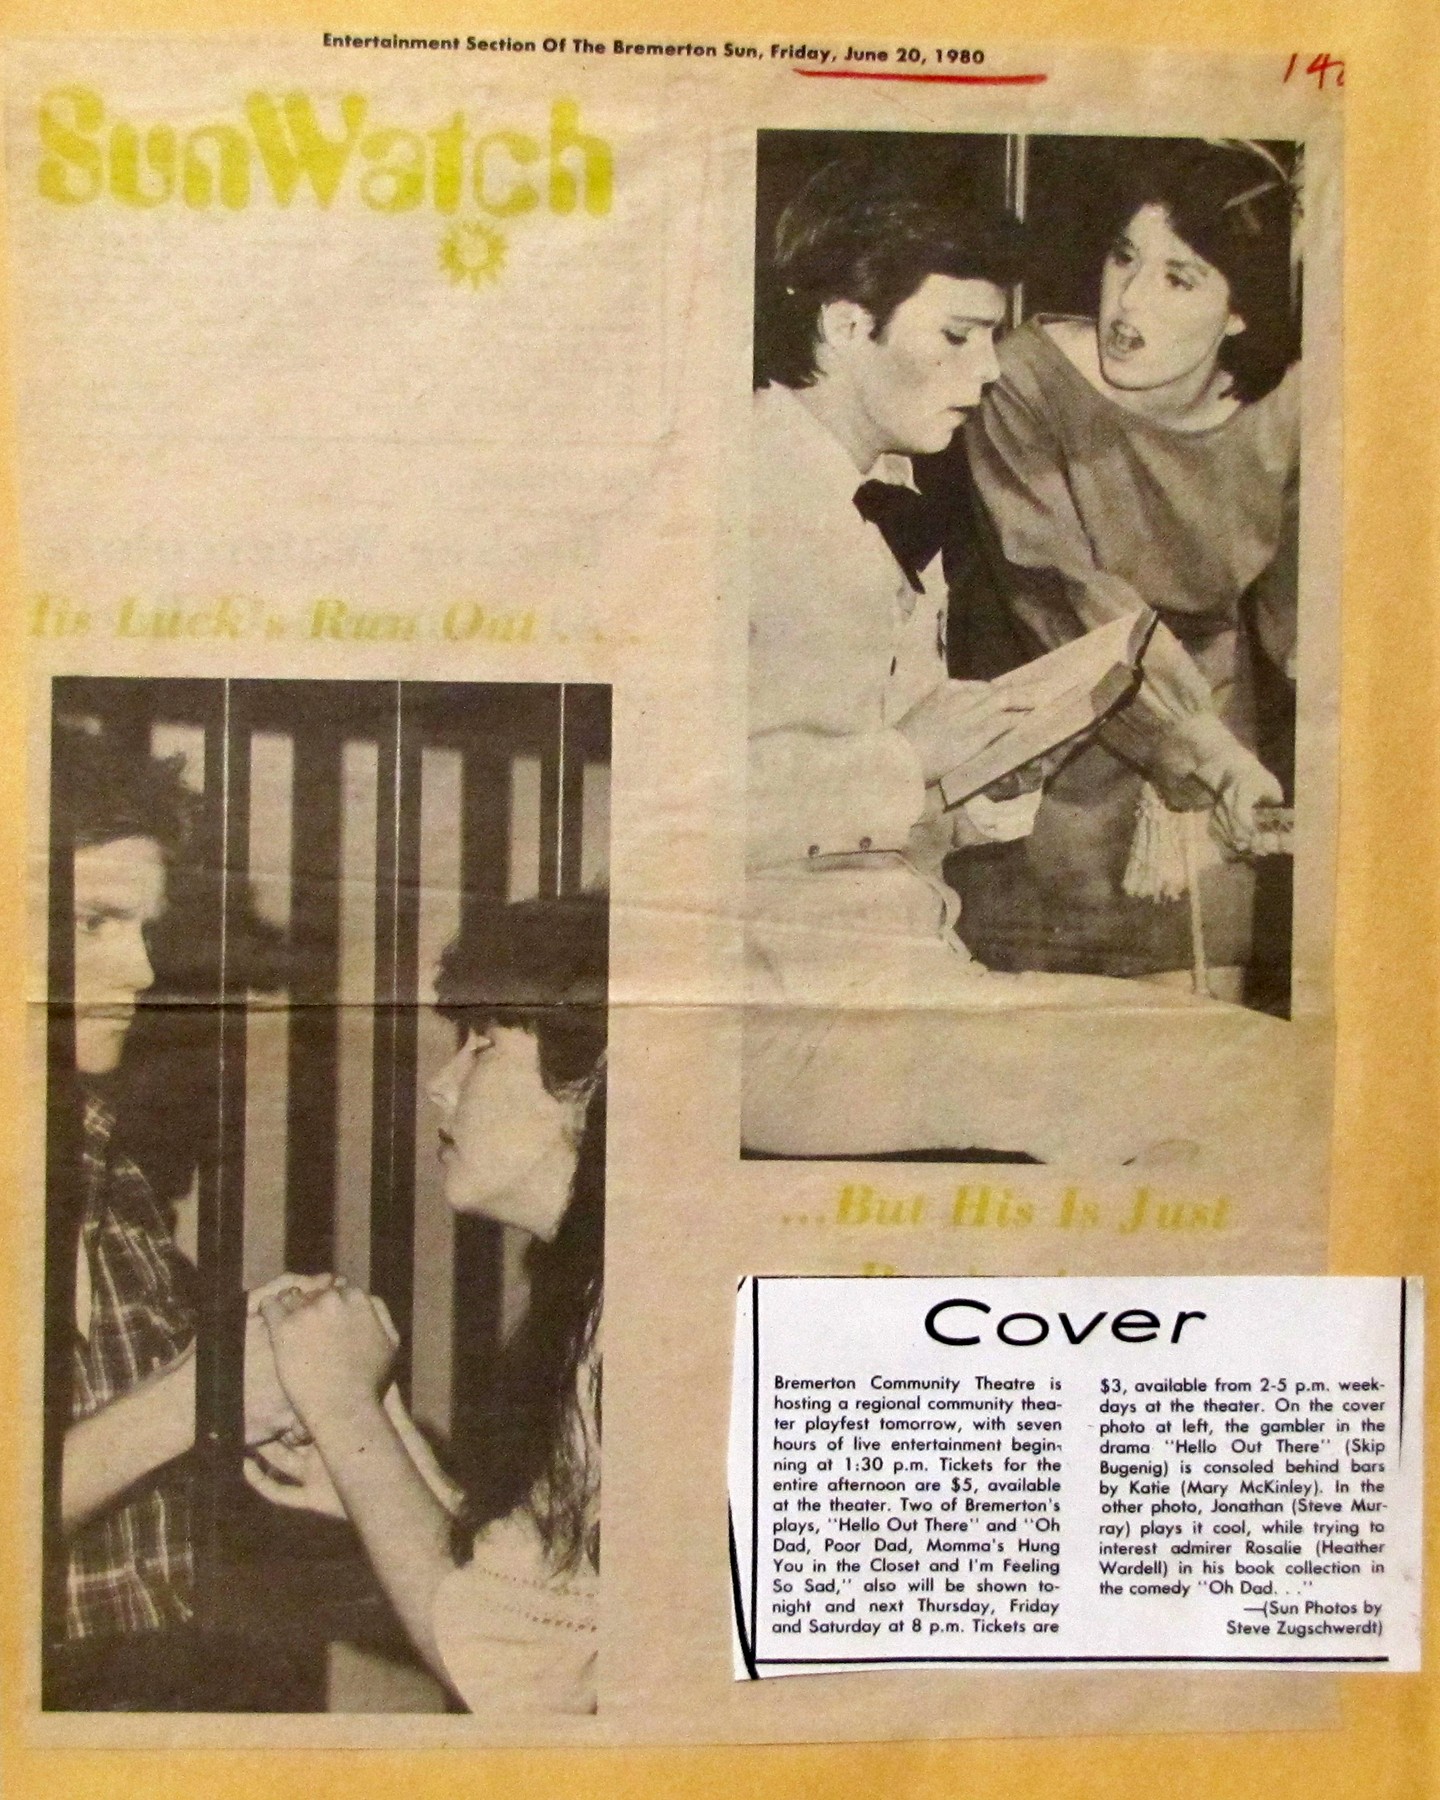 Entertainment Section Of The Bremerton Sun, Friday, June 20, 1980
SunWatch
His Luck's Run Out . . .
...But His Is Just
Cover
Bremerton Community Theatre is
hosting a regional community thea-
ter playfest tomorrow, with seven
hours of live entertainment begin-
ning at 1:30 p.m. Tickets for the
entire afternoon are $5, available
at the theater. Two of Bremerton's
plays, "Hello Out There" and "Oh
Dad, Poor Dad, Momma's Hung
You in the Closet and I'm Feeling
So Sad," also will be shown to-
night and next Thursday, Friday
and Saturday at 8 p.m. Tickets are
$3, available from 2-5 p.m. week-
days at the theater. On the cover
photo at left, the gambler in the
drama "Hello Out There" (Skip
Bugenig) is consoled behind bars
by Katie (Mary McKinley). In the
other photo, Jonathan (Steve Mur-
ray) plays it cool, while trying to
interest admirer Rosalie (Heather
Wardell) in his book collection in
the comedy "Oh Dad. . ."
—(Sun Photos by
Steve Zugschwerdt)